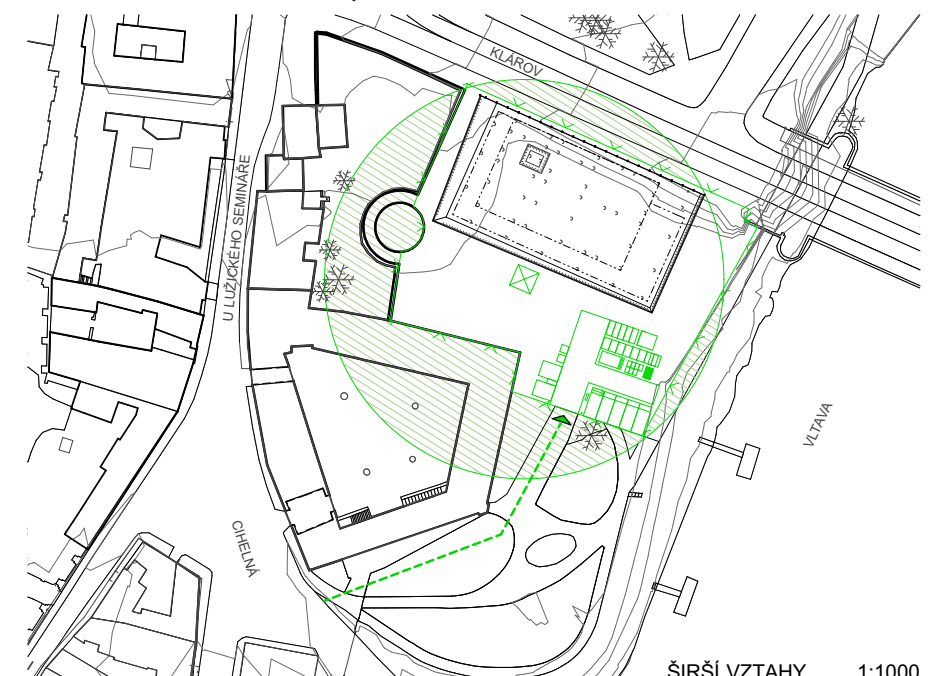 KLÁROV
U LUŽICKÉHO SEMINÁŘE
VLTAVA
CIHELNÁ
ŠIRŠÍ VZTAHY 1:1000